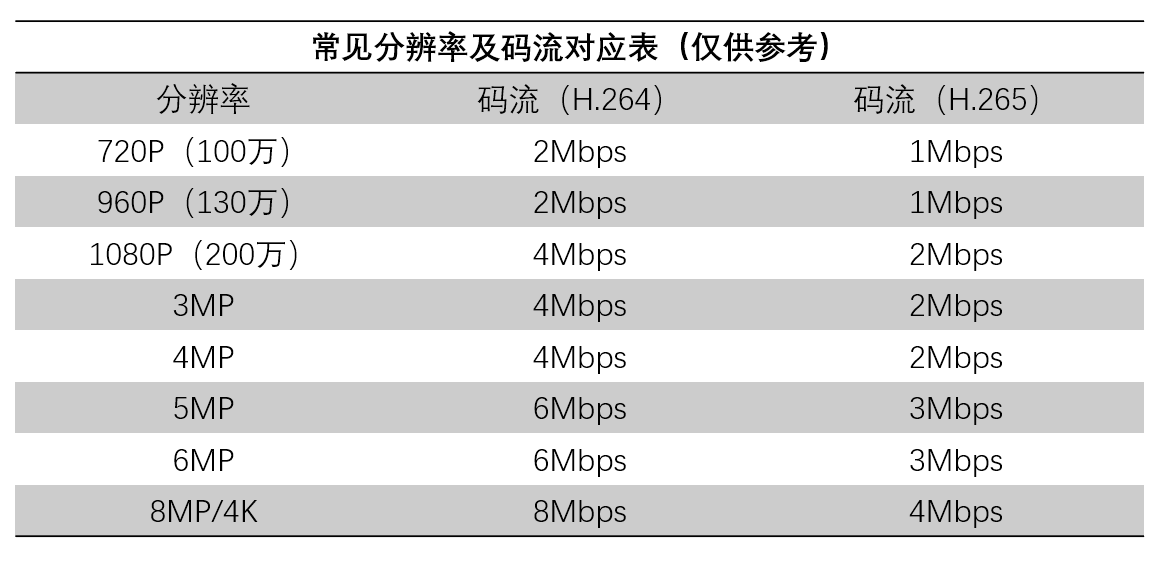 常见分辨率及码流对应表（仅供参考）
分辨率 码流（H.264） 码流（H.265）
720P（100万） 2Mbps 1Mbps
960P（130万） 2Mbps 1Mbps
1080P（200万） 4Mbps 2Mbps
3MP 4Mbps 2Mbps
4MP 4Mbps 2Mbps
5MP 6Mbps 3Mbps
6MP 6Mbps 3Mbps
8MP/4K 8Mbps 4Mbps